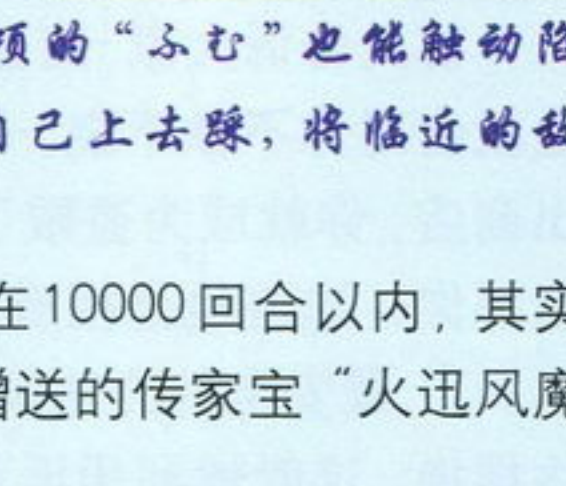 项的“ふむ”也能触动陷
自己上去踩，将临近的敌
在10000回合以内，其实
赠送的传家宝“火迅风魔